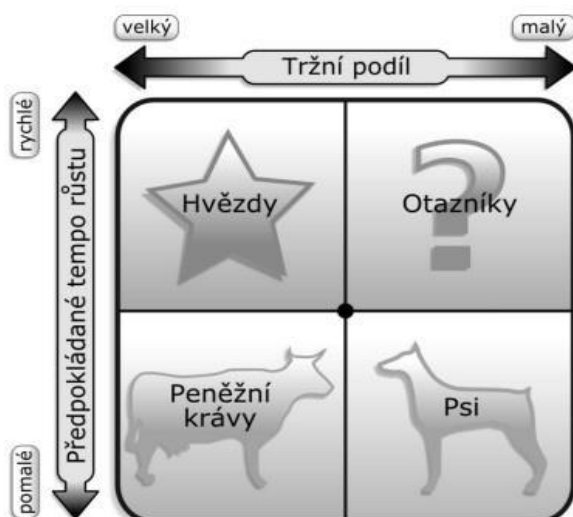 velký
malý
Tržní podíl
rychlé
Předpokládané tempo růstu
pomalé
Hvězdy
Otazníky
Peněžní
krávy
Psi